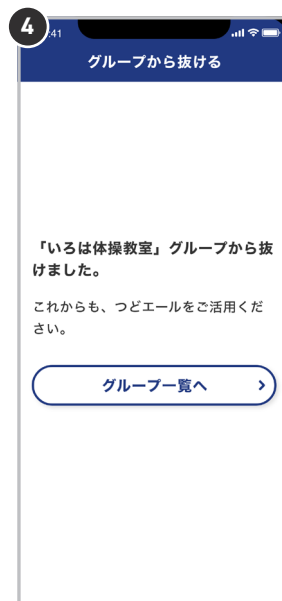 4
:41
グループから抜ける
「いろは体操教室」グループから抜
けました。
これからも、つどエールをご活用くだ
さい。
グループ一覧へ